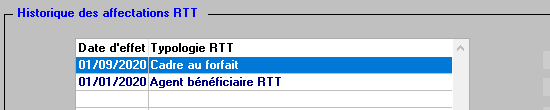 Historique des affectations RTT
Date d'effet Typologie RTT
01/09/2020 Cadre au forfait
01/01/2020 Agent bénéficiaire RTT